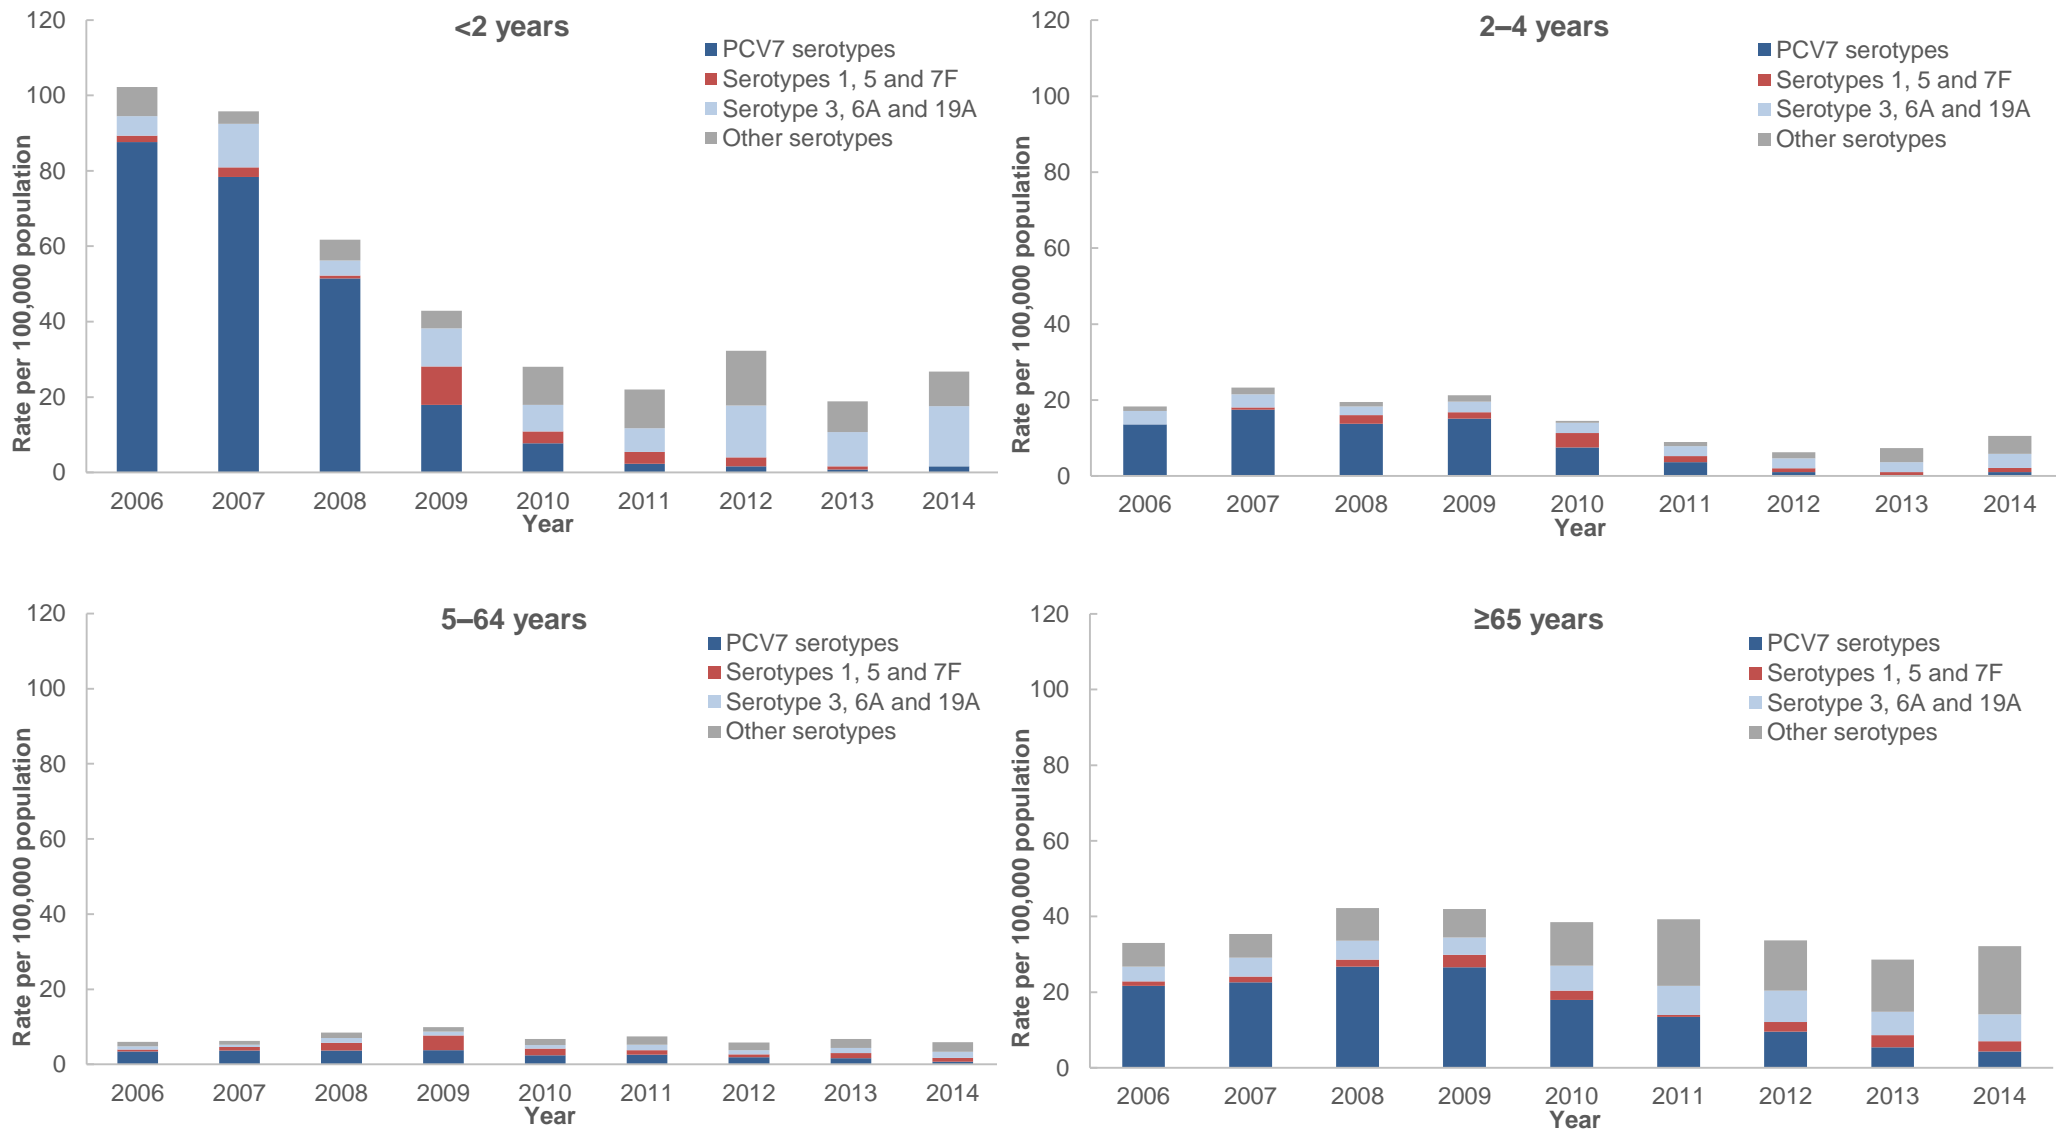 <2 years
PCV7 serotypes
Serotypes 1, 5 and 7F
Serotype 3, 6A and 19A
Other serotypes
Rate per 100,000 population
120
100
80
60
40
20
0
2006 2007 2008 2009 2010 2011 2012 2013 2014
Year
2–4 years
PCV7 serotypes
Serotypes 1, 5 and 7F
Serotype 3, 6A and 19A
Other serotypes
Rate per 100,000 population
120
100
80
60
40
20
0
2006 2007 2008 2009 2010 2011 2012 2013 2014
Year
5–64 years
PCV7 serotypes
Serotypes 1, 5 and 7F
Serotype 3, 6A and 19A
Other serotypes
Rate per 100,000 population
120
100
80
60
40
20
0
2006 2007 2008 2009 2010 2011 2012 2013 2014
Year
≥65 years
PCV7 serotypes
Serotypes 1, 5 and 7F
Serotype 3, 6A and 19A
Other serotypes
Rate per 100,000 population
120
100
80
60
40
20
0
2006 2007 2008 2009 2010 2011 2012 2013 2014
Year